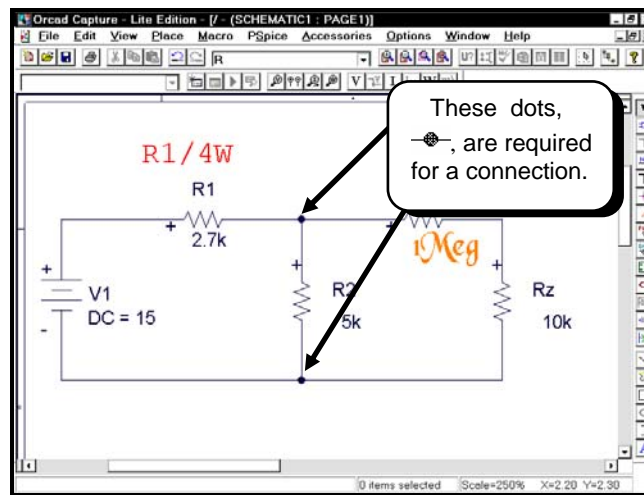 Orcad Capture - Lite Edition - [/ - (SCHEMATIC1 : PAGE1)]
File Edit View Place Macro PSpice Accessories Options Window Help
R
U?
V I W
These dots,
, are required
for a connection.
R1/4W
R1
+
2.7k
+
1Meg
+
V1
DC = 15
-
+
R2
5k
+
Rz
10k
0 items selected Scale=250% X=2.20 Y=2.30